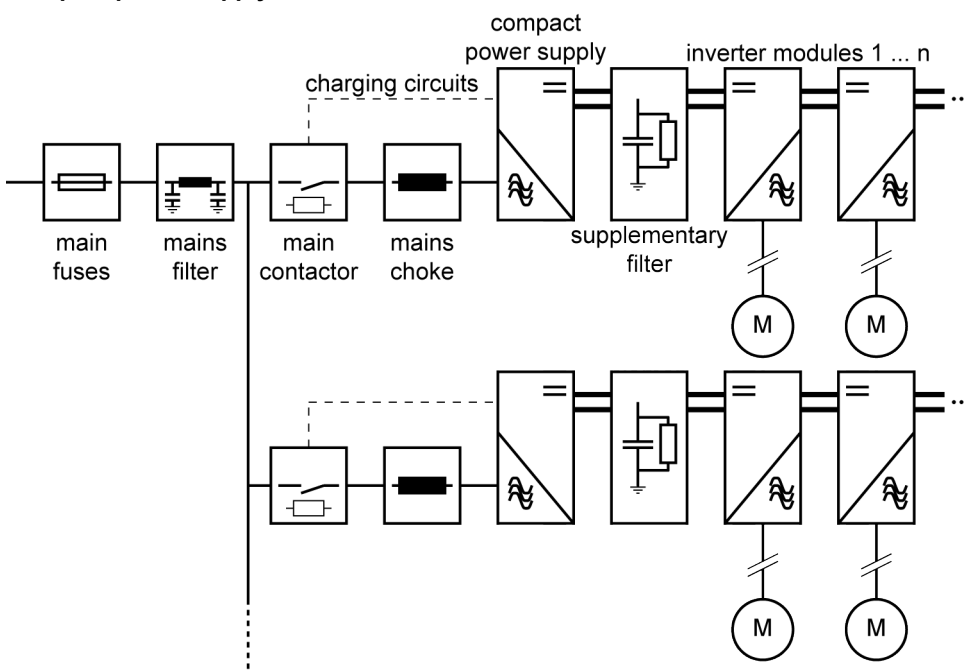 compact
power supply
inverter modules 1 ... n
charging circuits
..
main
fuses
mains
filter
main
contactor
mains
choke
supplementary
filter
M
M
..
M
M